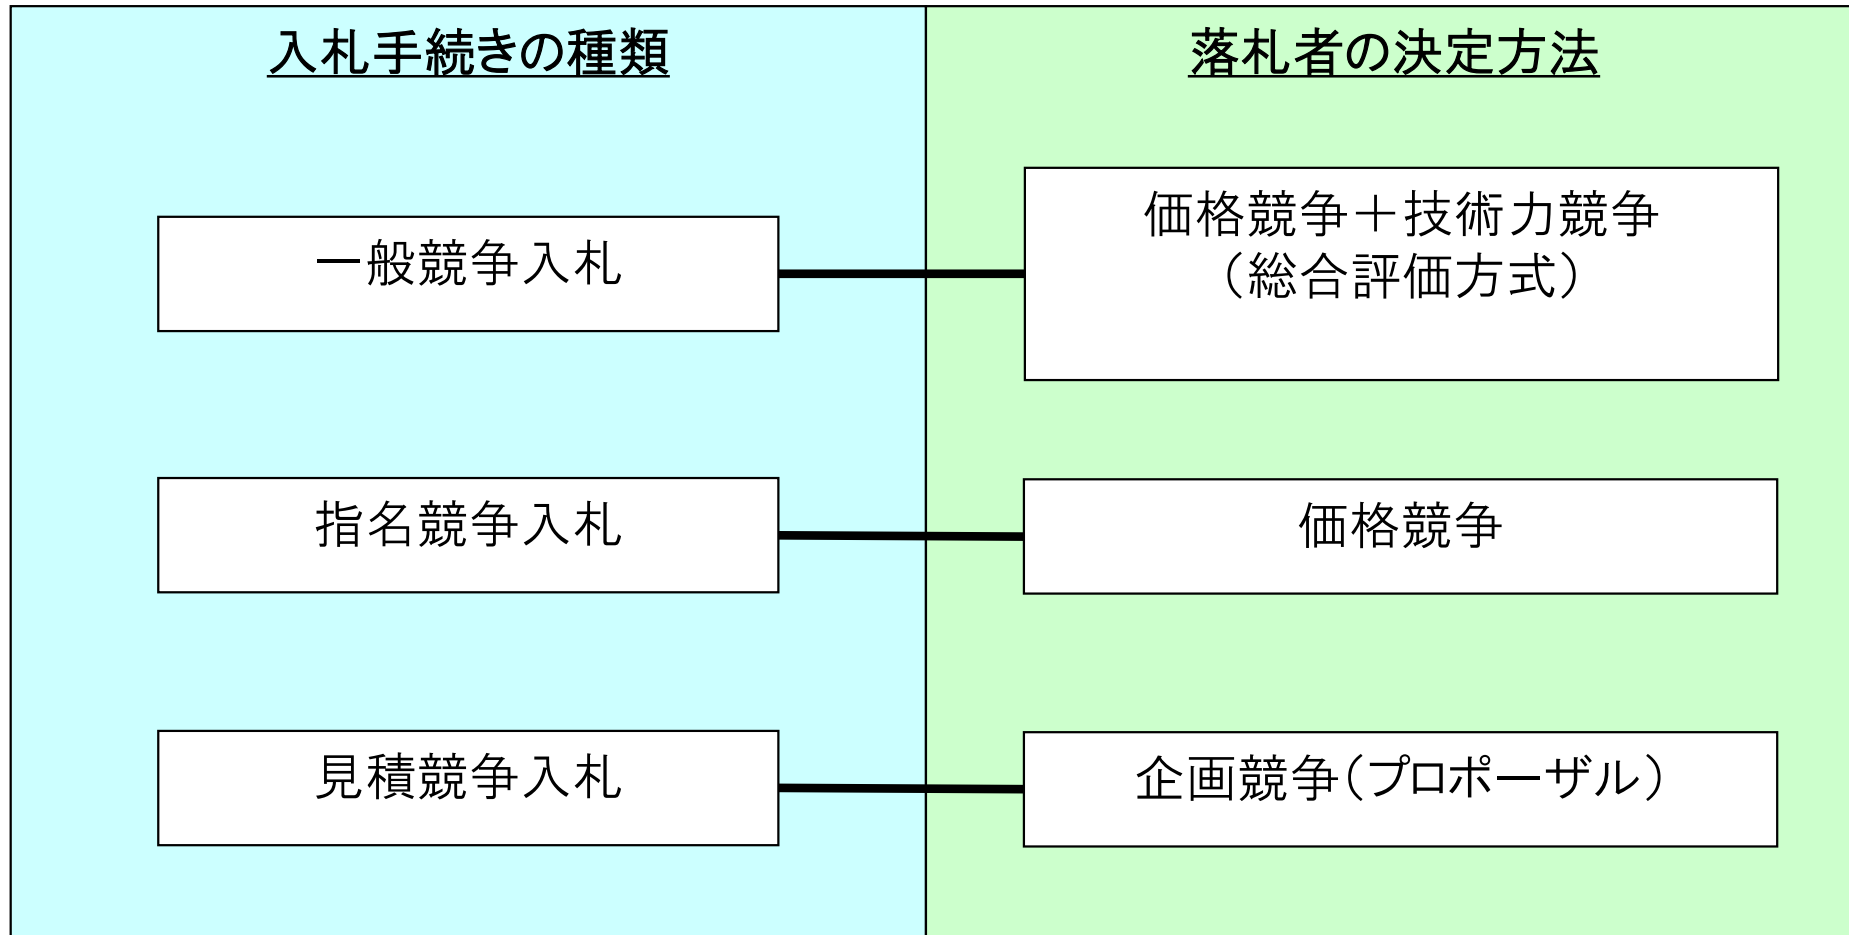 入札手続きの種類
落札者の決定方法
一般競争入札
価格競争＋技術力競争
（総合評価方式）
指名競争入札
価格競争
見積競争入札
企画競争（プロポーザル）